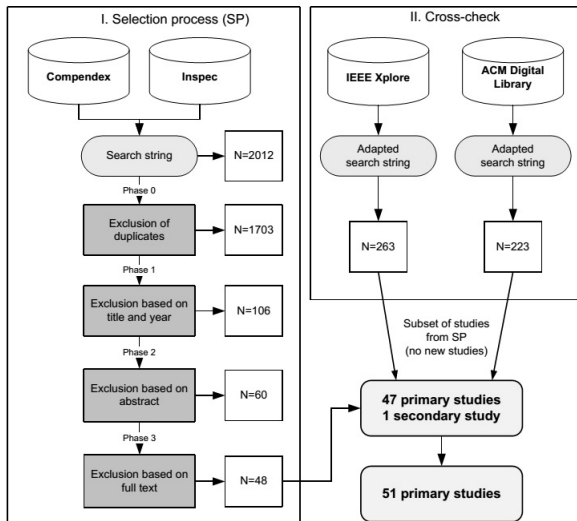 I. Selection process (SP)
Compendex
Inspec
Search string
N=2012
Phase 0
Exclusion of
duplicates
N=1703
Phase 1
Exclusion based on
title and year
N=106
Phase 2
Exclusion based on
abstract
N=60
Phase 3
Exclusion based on
full text
N=48
II. Cross-check
IEEE Xplore
ACM Digital
Library
Adapted
search string
Adapted
search string
N=263
N=223
Subset of studies
from SP
(no new studies)
47 primary studies
1 secondary study
51 primary studies